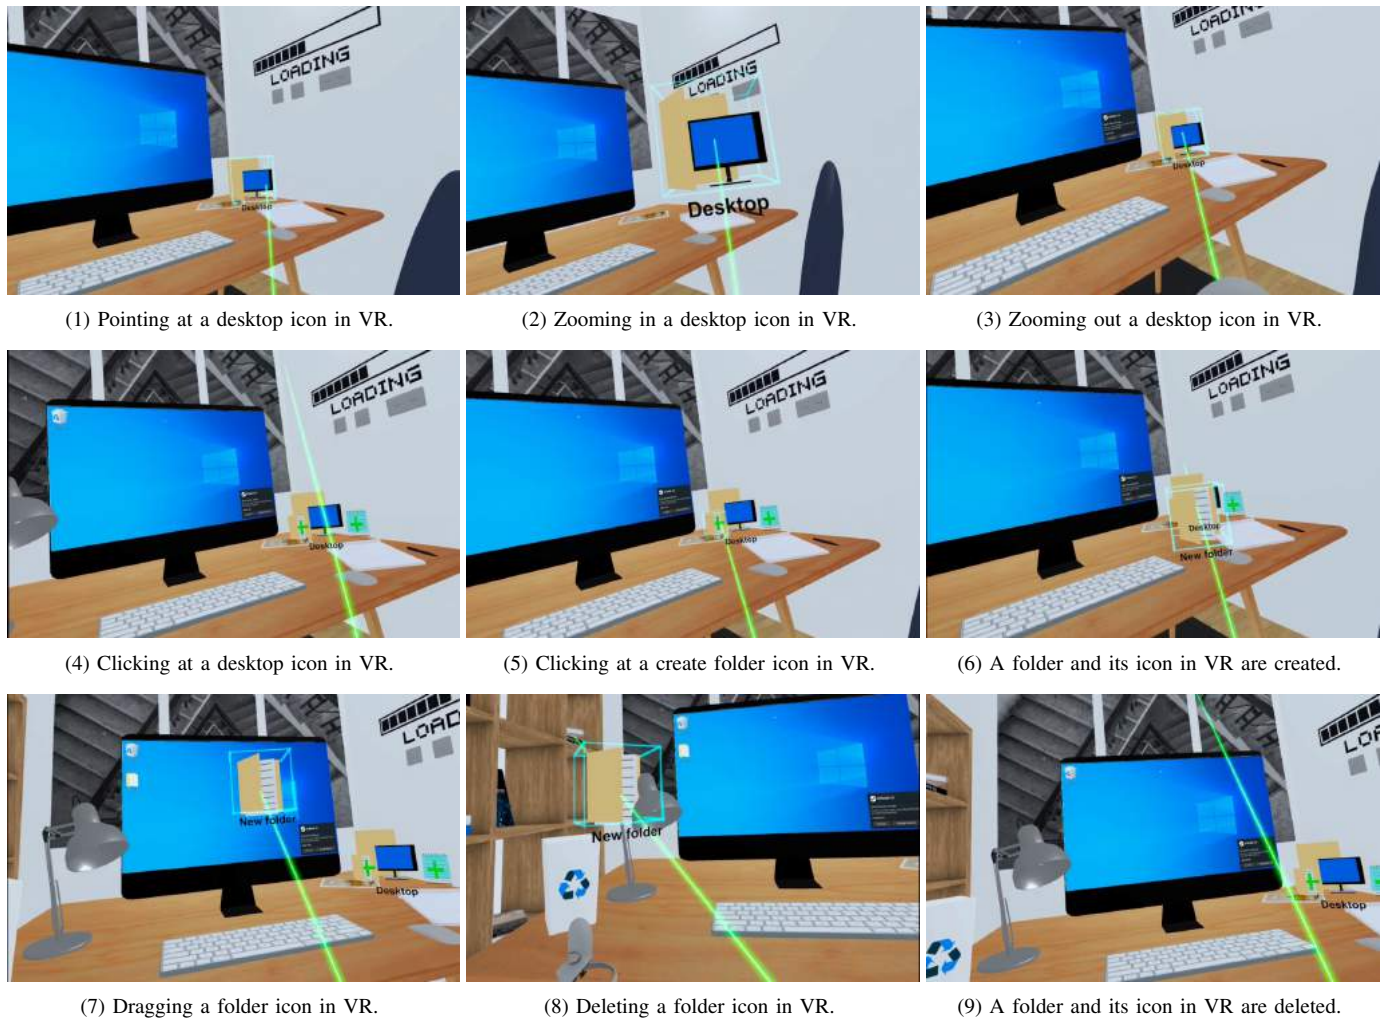 LOADING
Desktop
(1) Pointing at a desktop icon in VR.
LOADING
Desktop
(2) Zooming in a desktop icon in VR.
Desktop
(3) Zooming out a desktop icon in VR.
LOADING
Desktop
(4) Clicking at a desktop icon in VR.
LOADING
Desktop
(5) Clicking at a create folder icon in VR.
LOADING
Desktop
New folder
(6) A folder and its icon in VR are created.
LOAD
New folder
Desktop
(7) Dragging a folder icon in VR.
New folder
(8) Deleting a folder icon in VR.
LO
Desktop
(9) A folder and its icon in VR are deleted.